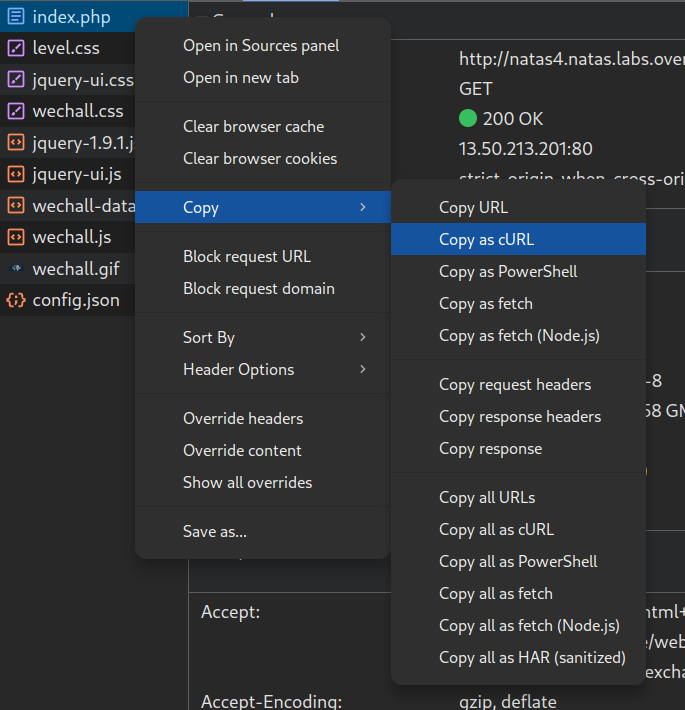 index.php
level.css
jquery-ui.css
wechall.css
jquery-1.9.1.j
jquery-ui.js
wechall-data
wechall.js
wechall.gif
config.json
Open in Sources panel
Open in new tab
Clear browser cache
Clear browser cookies
Copy
Block request URL
Block request domain
Sort By
Header Options
Override headers
Override content
Show all overrides
Save as...
http://natas4.natas.labs.over
GET
200 OK
13.50.213.201:80
strict-origin-when-cross-ori
Copy URL
Copy as cURL
Copy as PowerShell
Copy as fetch
Copy as fetch (Node.js)
Copy request headers
Copy response headers
Copy response
Copy all URLs
Copy all as cURL
Copy all as PowerShell
Copy all as fetch
Copy all as fetch (Node.js)
Copy all as HAR (sanitized)
-8
58 GM
Accept:
html+
e/web
excha
Accept-Encoding:
gzip, deflate